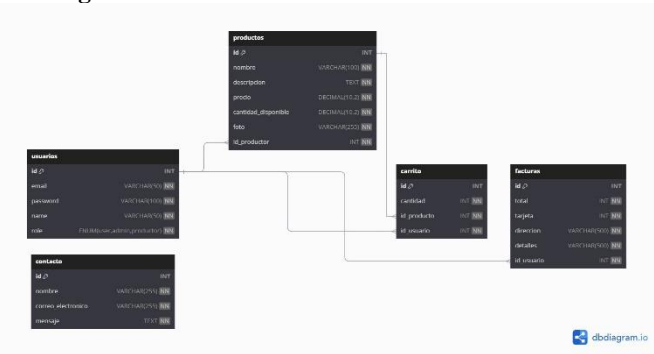 productos
id INT
nombre VARCHAR(100) NN
descripcion TEXT NN
precio DECIMAL(10,2) NN
cantidad_disponible DECIMAL(10,2) NN
foto VARCHAR(255) NN
id_productor INT NN
usuarios
id INT
email VARCHAR(50) NN
password VARCHAR(100) NN
name VARCHAR(50) NN
role NN
carrito
id INT
cantidad INT NN
id_producto INT NN
id_usuario INT NN
facturas
id INT
total INT NN
tarjeta INT NN
direccion VARCHAR(500) NN
detalles VARCHAR(500) NN
id_usuario INT NN
contacto
id INT
nombre VARCHAR(255) NN
correo_electronico VARCHAR(255) NN
mensaje TEXT NN
dbdiagram.io